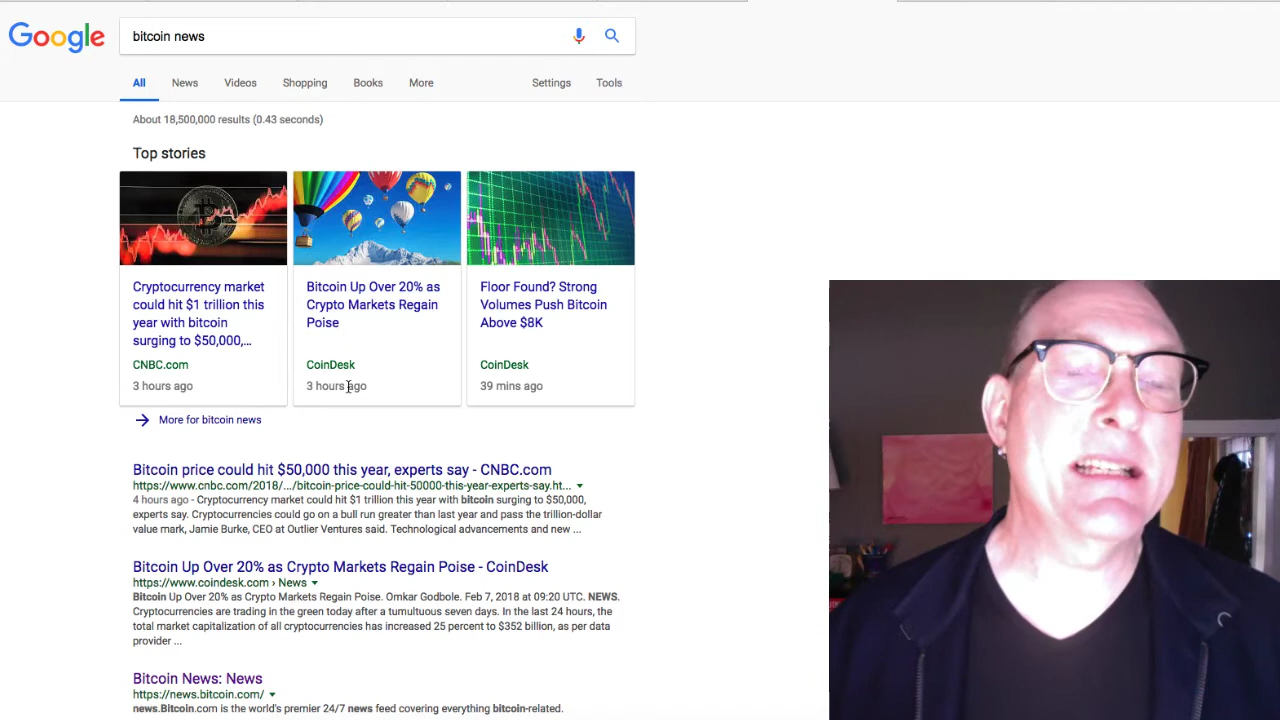 Google
bitcoin news
All News Videos Shopping Books More Settings Tools
About 18,500,000 results (0.43 seconds)
Top stories
Cryptocurrency market
could hit $1 trillion this
year with bitcoin
surging to $50,000,...
CNBC.com
3 hours ago
Bitcoin Up Over 20% as
Crypto Markets Regain
Poise
CoinDesk
3 hours ago
Floor Found? Strong
Volumes Push Bitcoin
Above $8K
CoinDesk
39 mins ago
More for bitcoin news
Bitcoin price could hit $50,000 this year, experts say - CNBC.com
https://www.cnbc.com/2018/.../bitcoin-price-could-hit-50000-this-year-experts-say.ht...
4 hours ago - Cryptocurrency market could hit $1 trillion this year with bitcoin surging to $50,000,
experts say. Cryptocurrencies could go on a bull run greater than last year and pass the trillion-dollar
value mark, Jamie Burke, CEO at Outlier Ventures said. Technological advancements and new ...
Bitcoin Up Over 20% as Crypto Markets Regain Poise - CoinDesk
https://www.coindesk.com › News
Bitcoin Up Over 20% as Crypto Markets Regain Poise. Omkar Godbole. Feb 7, 2018 at 09:20 UTC. NEWS.
Cryptocurrencies are trading in the green today after a tumultuous seven days. In the last 24 hours, the
total market capitalization of all cryptocurrencies has increased 25 percent to $352 billion, as per data
provider ...
Bitcoin News: News
https://news.bitcoin.com/
news.Bitcoin.com is the world's premier 24/7 news feed covering everything bitcoin-related.